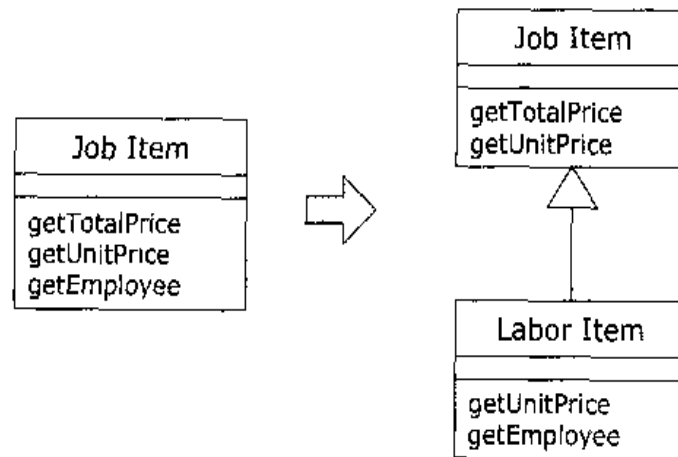 Job Item
getTotalPrice
getUnitPrice
getEmployee
Job Item
getTotalPrice
getUnitPrice
Labor Item
getUnitPrice
getEmployee